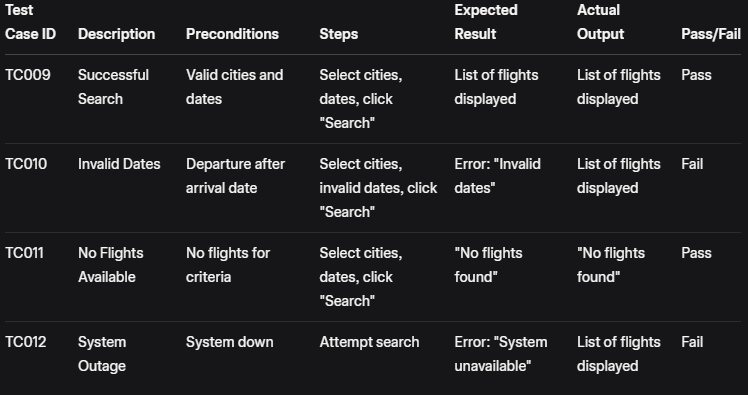 Test Case ID Description Preconditions Steps Expected Result Actual Output Pass/Fail
TC009 Successful Search Valid cities and dates Select cities, dates, click "Search" List of flights displayed List of flights displayed Pass
TC010 Invalid Dates Departure after arrival date Select cities, invalid dates, click "Search" Error: "Invalid dates" List of flights displayed Fail
TC011 No Flights Available No flights for criteria Select cities, dates, click "Search" "No flights found" "No flights found" Pass
TC012 System Outage System down Attempt search Error: "System unavailable" List of flights displayed Fail